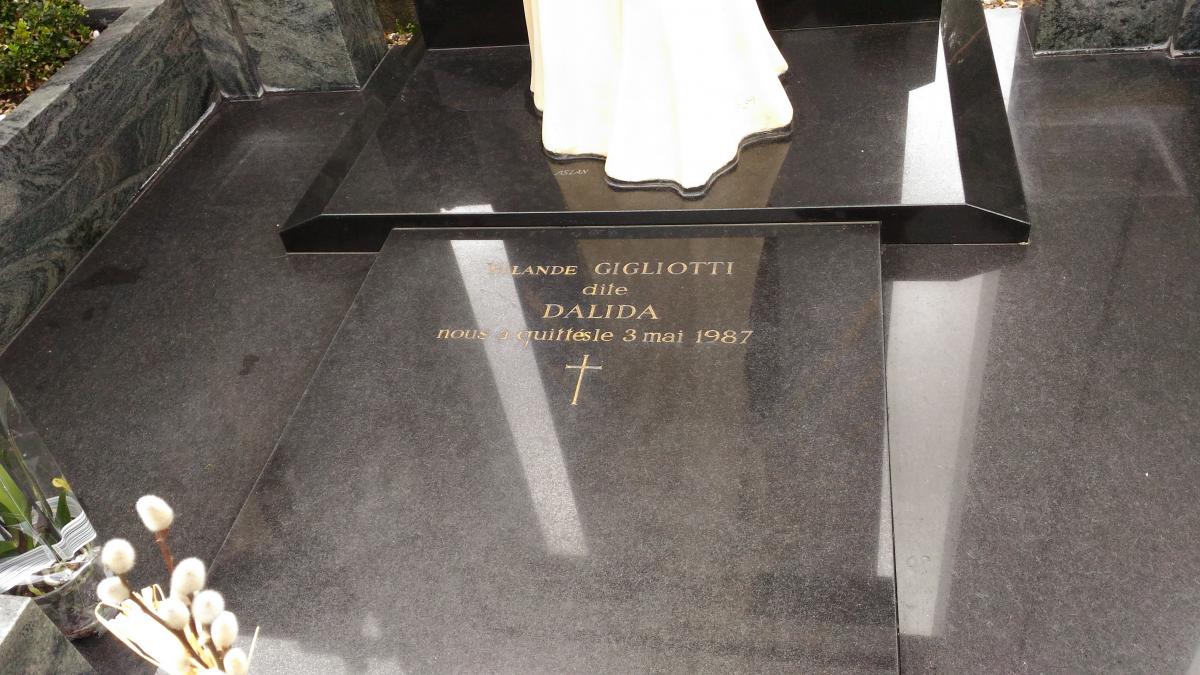 ASLAN
YOLANDE GIGLIOTTI
dite
DALIDA
nous a quittés le 3 mai 1987